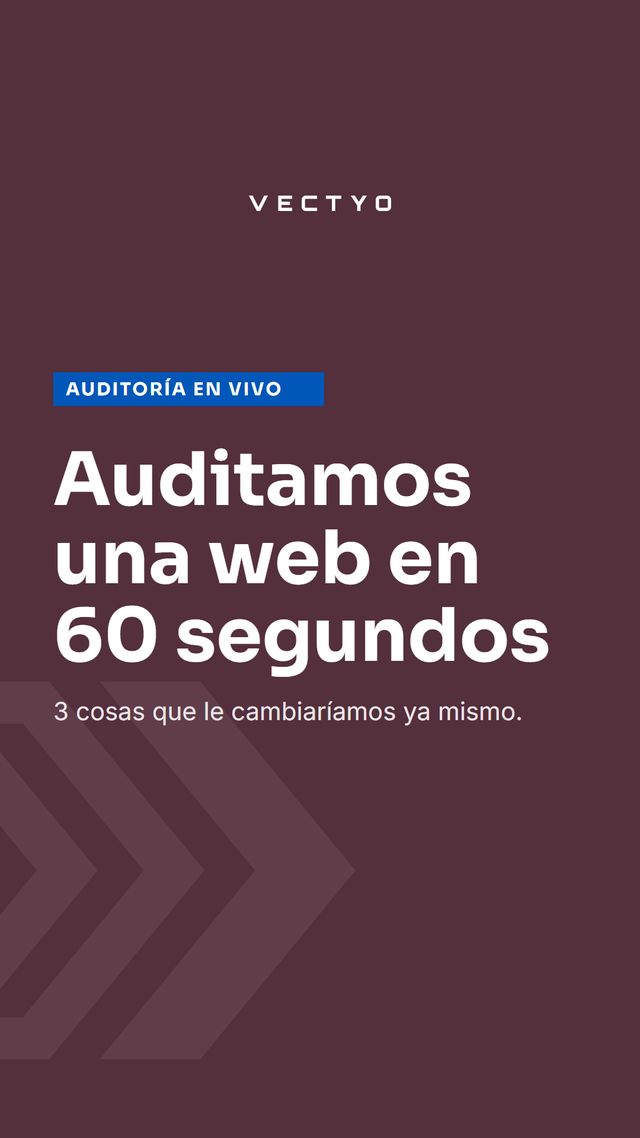 VECTYO
AUDITORÍA EN VIVO
Auditamos
una web en
60 segundos
3 cosas que le cambiaríamos ya mismo.